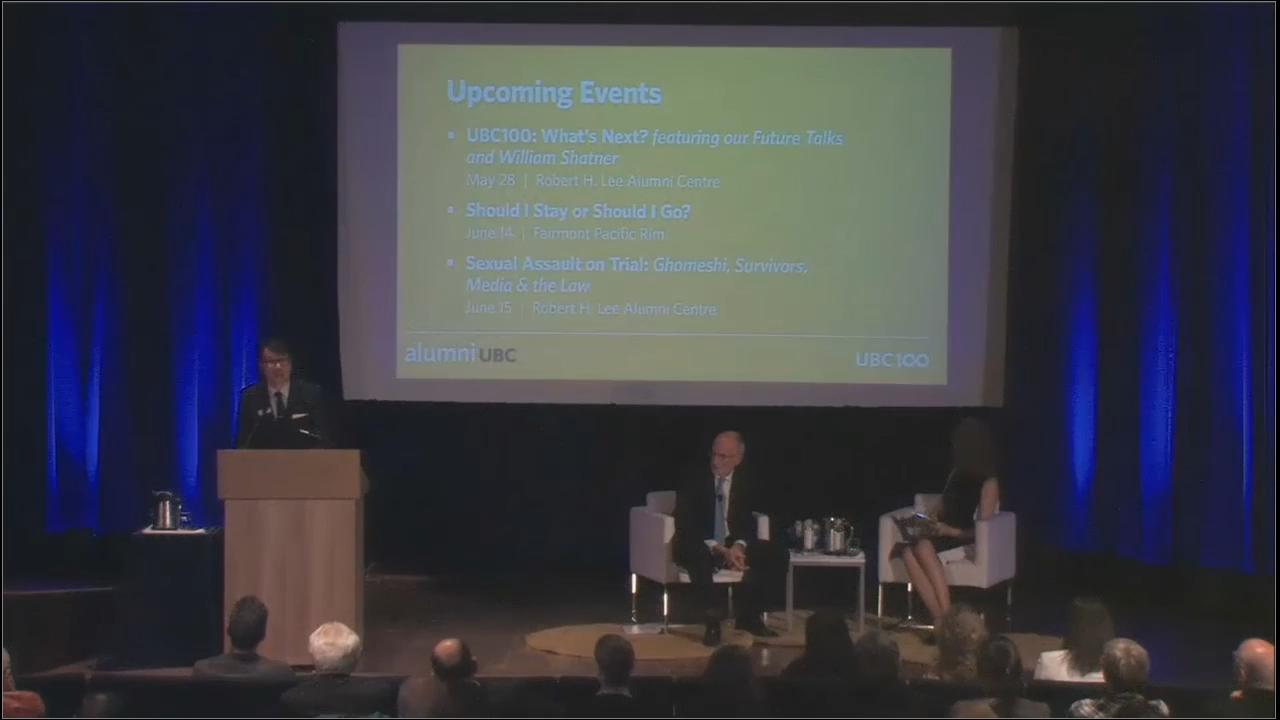 Upcoming Events
▪ UBC100: What's Next? featuring our Future Talks
and William Shatner
May 28 | Robert H. Lee Alumni Centre
▪ Should I Stay or Should I Go?
June 14 | Fairmont Pacific Rim
▪ Sexual Assault on Trial: Ghomeshi, Survivors,
Media & the Law
June 15 | Robert H. Lee Alumni Centre
alumni UBC
UBC100